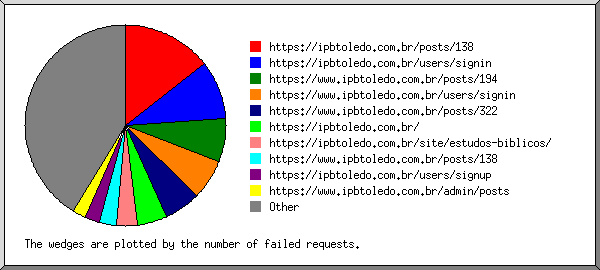 https://ipbtoledo.com.br/posts/138
https://ipbtoledo.com.br/users/signin
https://www.ipbtoledo.com.br/posts/194
https://www.ipbtoledo.com.br/users/signin
https://www.ipbtoledo.com.br/posts/322
https://ipbtoledo.com.br/
https://ipbtoledo.com.br/site/estudos-biblicos/
https://www.ipbtoledo.com.br/posts/138
https://ipbtoledo.com.br/users/signup
https://www.ipbtoledo.com.br/admin/posts
Other
The wedges are plotted by the number of failed requests.